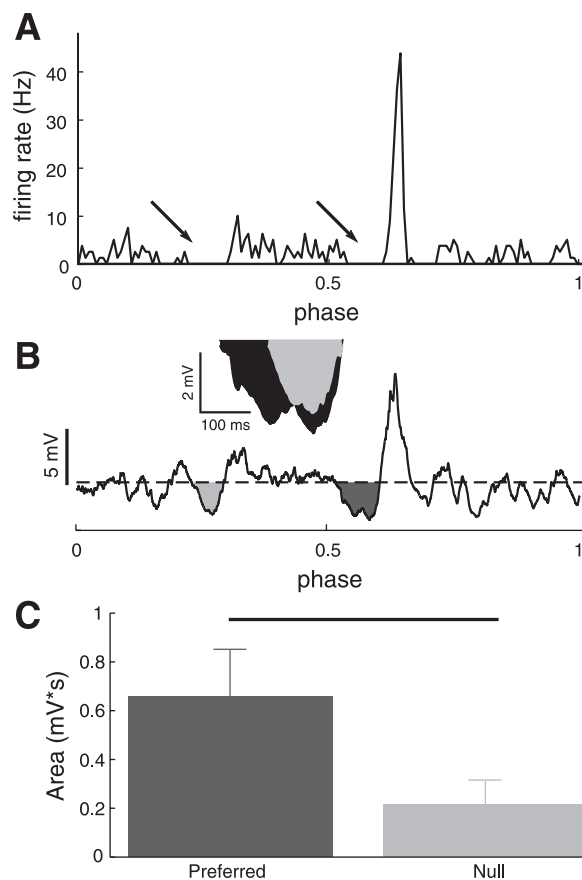 A
firing rate (Hz)
40
30
20
10
0
0
0.5
1
phase
B
2 mV
100 ms
5 mV
0
0.5
1
phase
C
Area (mV*s)
1
0.8
0.6
0.4
0.2
0
Preferred
Null